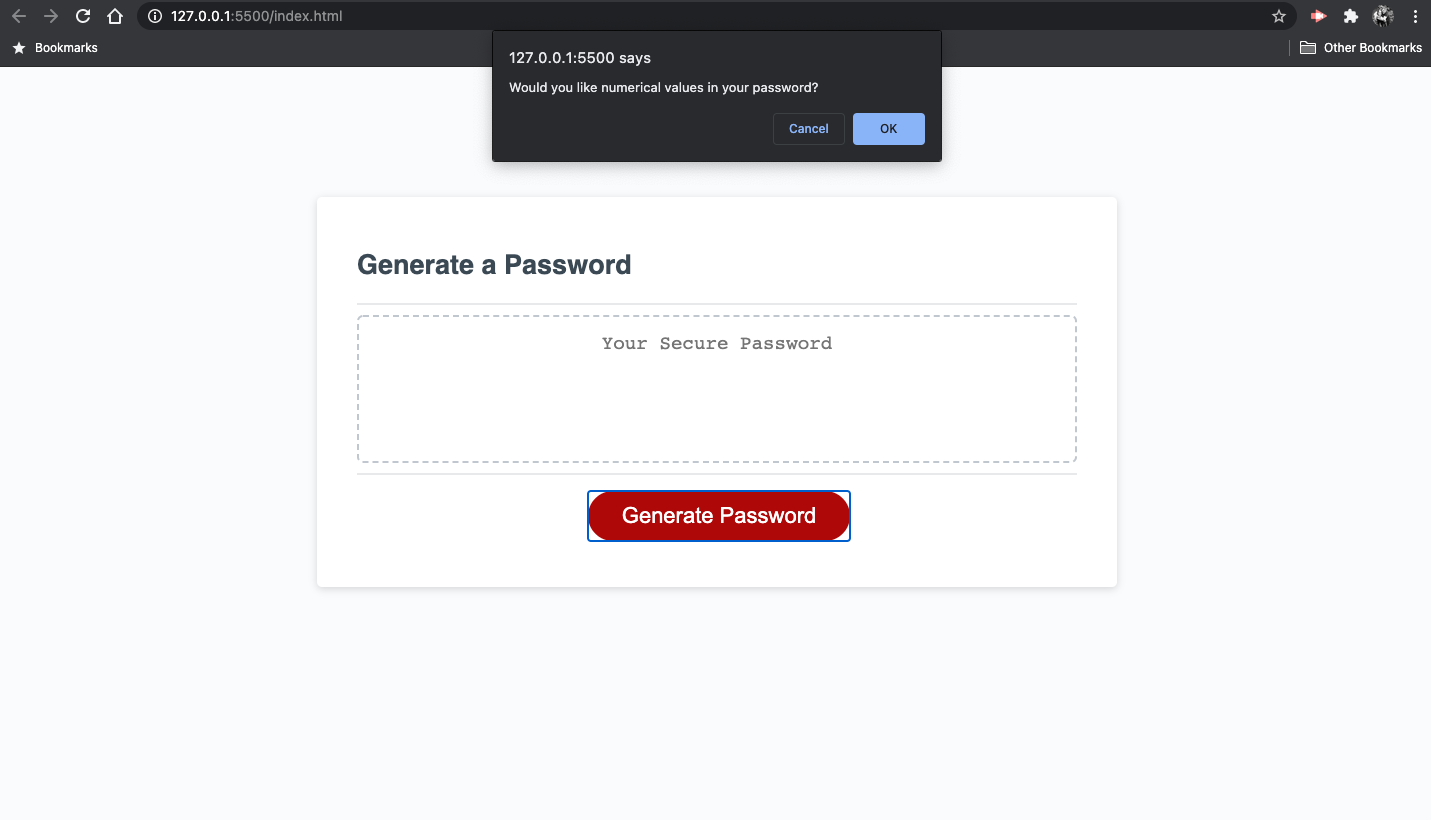 127.0.0.1:5500/index.html
Bookmarks
Other Bookmarks
127.0.0.1:5500 says
Would you like numerical values in your password?
Cancel
OK
Generate a Password
Your Secure Password
Generate Password